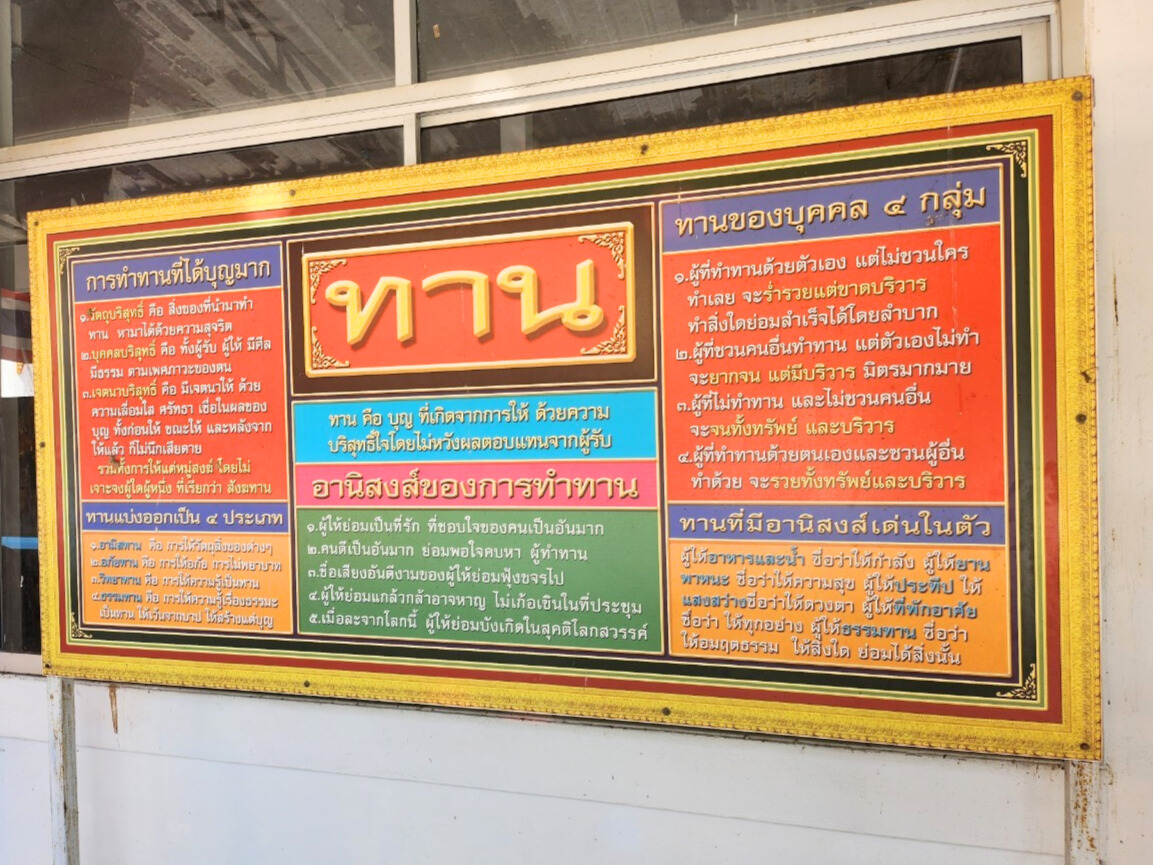 การทำทานที่ได้บุญมาก
๑.วัตถุบริสุทธิ์ คือ สิ่งของที่นำมาทำ
ทาน หามาได้ด้วยความสุจริต
๒.บุคคลบริสุทธิ์ คือ ทั้งผู้รับ ผู้ให้ มีศีล
มีธรรม ตามเพศภาวะของตน
๓.เจตนาบริสุทธิ์ คือ มีเจตนาให้ ด้วย
ความเลื่อมใส ศรัทธา เชื่อในผลของ
บุญ ทั้งก่อนให้ ขณะให้ และหลังจาก
ให้แล้ว ก็ไม่นึกเสียดาย
รวมทั้งการให้แด่หมู่สงฆ์ โดยไม่
เจาะจงผู้ใดผู้หนึ่ง ที่เรียกว่า สังฆทาน
ทานแบ่งออกเป็น ๔ ประเภท
๑.อามิสทาน คือ การให้วัตถุสิ่งของต่างๆ
๒.อภัยทาน คือ การให้อภัย การไม่พยาบาท
๓.วิทยาทาน คือ การให้ความรู้เป็นทาน
๔.ธรรมทาน คือ การให้ความรู้เรื่องธรรมะ
เป็นทาน ให้เว้นจากบาป ให้สร้างแต่บุญ
ทาน
ทาน คือ บุญ ที่เกิดจากการให้ ด้วยความ
บริสุทธิ์ใจโดยไม่หวังผลตอบแทนจากผู้รับ
อานิสงส์ของการทำทาน
๑.ผู้ให้ย่อมเป็นที่รัก ที่ชอบใจของคนเป็นอันมาก
๒.คนดีเป็นอันมาก ย่อมพอใจคบหา ผู้ทำทาน
๓.ชื่อเสียงอันดีงามของผู้ให้ย่อมฟุ้งขจรไป
๔.ผู้ให้ย่อมแกล้วกล้าอาจหาญ ไม่เก้อเขินในที่ประชุม
๕.เมื่อละจากโลกนี้ ผู้ให้ย่อมบังเกิดในสุคติโลกสวรรค์
ทานของบุคคล ๔ กลุ่ม
๑.ผู้ที่ทำทานด้วยตัวเอง แต่ไม่ชวนใคร
ทำเลย จะร่ำรวยแต่ขาดบริวาร
ทำสิ่งใดย่อมสำเร็จได้โดยลำบาก
๒.ผู้ที่ชวนคนอื่นทำทาน แต่ตัวเองไม่ทำ
จะยากจน แต่มีบริวาร มิตรมากมาย
๓.ผู้ที่ไม่ทำทาน และไม่ชวนคนอื่น
จะจนทั้งทรัพย์ และบริวาร
๔.ผู้ที่ทำทานด้วยตนเองและชวนผู้อื่น
ทำด้วย จะรวยทั้งทรัพย์และบริวาร
ทานที่มีอานิสงส์เด่นในตัว
ผู้ให้อาหารและน้ำ ชื่อว่าให้กำลัง ผู้ให้ยาน
พาหนะ ชื่อว่าให้ความสุข ผู้ให้ประทีป ให้
แสงสว่างชื่อว่าให้ดวงตา ผู้ให้ที่พักอาศัย
ชื่อว่า ให้ทุกอย่าง ผู้ให้ธรรมทาน ชื่อว่า
ให้อมฤตธรรม ให้สิ่งใด ย่อมได้สิ่งนั้น